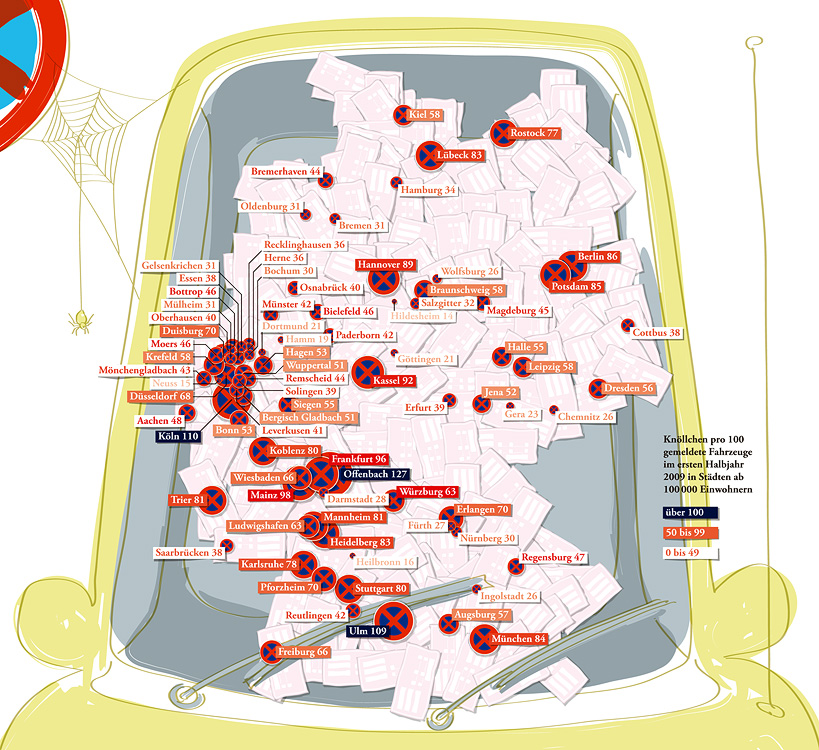 Kiel 58
Rostock 77
Lübeck 83
Bremerhaven 44
Hamburg 34
Oldenburg 31
Bremen 31
Recklinghausen 36
Herne 36
Bochum 30
Gelsenkrichen 31
Essen 38
Bottrop 46
Mülheim 31
Oberhausen 40
Duisburg 70
Moers 46
Krefeld 58
Mönchengladbach 43
Neuss 15
Düsseldorf 68
Aachen 48
Köln 110
Bonn 53
Hannover 89
Wolfsburg 26
Berlin 86
Potsdam 85
Osnabrück 40
Braunschweig 58
Salzgitter 32
Magdeburg 45
Hildesheim 14
Münster 42
Bielefeld 46
Cottbus 38
Dortmund 21
Paderborn 42
Hamm 19
Hagen 53
Göttingen 21
Halle 55
Wuppertal 51
Leipzig 58
Remscheid 44
Kassel 92
Solingen 39
Dresden 56
Siegen 55
Erfurt 39
Jena 52
Gera 23
Chemnitz 26
Bergisch Gladbach 51
Leverkusen 41
Koblenz 80
Frankfurt 96
Offenbach 127
Wiesbaden 66
Mainz 98
Darmstadt 28
Würzburg 63
Trier 81
Mannheim 81
Erlangen 70
Ludwigshafen 63
Fürth 27
Heidelberg 83
Nürnberg 30
Saarbrücken 38
Heilbronn 16
Regensburg 47
Karlsruhe 78
Pforzheim 70
Stuttgart 80
Ingolstadt 26
Reutlingen 42
Augsburg 57
Ulm 109
München 84
Freiburg 66
Knöllchen pro 100
gemeldete Fahrzeuge
im ersten Halbjahr
2009 in Städten ab
100 000 Einwohnern
über 100
50 bis 99
0 bis 49